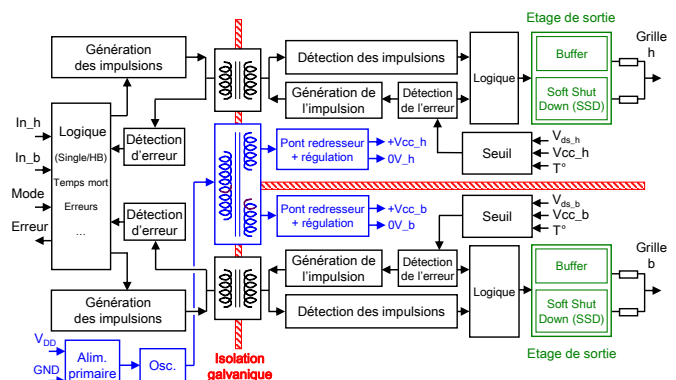 Etage de sortie
Génération
des impulsions
Détection des impulsions
Buffer
Grille
h
Logique
Génération de
l'impulsion
Détection
de l'erreur
Soft Shut
Down (SSD)
In_h
In_b
Mode
Erreur
Logique
(Single/HB)
Temps mort
Erreurs
...
Détection
d'erreur
Pont redresseur
+ régulation
+Vcc_h
0V_h
Seuil
Vds_h
Vcc_h
T°
Détection
d'erreur
Pont redresseur
+ régulation
+Vcc_b
0V_b
Seuil
Vds_b
Vcc_b
T°
Génération de
l'impulsion
Détection
de l'erreur
Logique
Buffer
Grille
b
Génération
des impulsions
Détection des impulsions
Soft Shut
Down (SSD)
Etage de sortie
VDD
GND
Alim.
primaire
Osc.
Isolation
galvanique